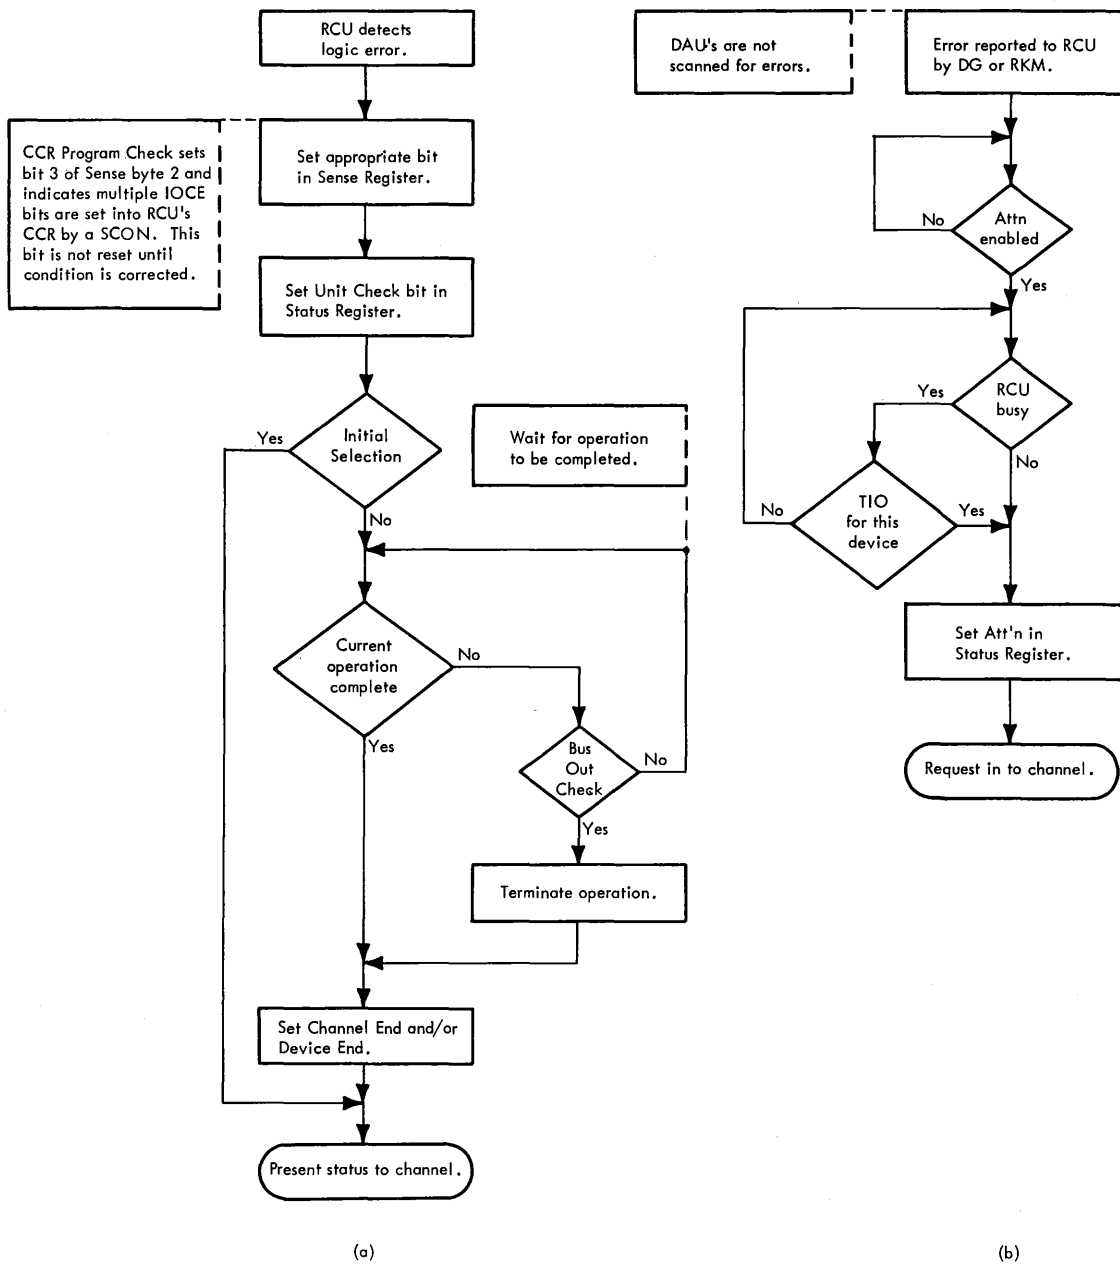 RCU detects
logic error.
CCR Program Check sets
bit 3 of Sense byte 2 and
indicates multiple IOCE
bits are set into RCU's
CCR by a SCON. This
bit is not reset until
condition is corrected.
Set appropriate bit
in Sense Register.
Set Unit Check bit in
Status Register.
Initial
Selection
Yes
No
Wait for operation
to be completed.
Current
operation
complete
No
Yes
Bus
Out
Check
No
Yes
Terminate operation.
Set Channel End and/or
Device End.
Present status to channel.
(a)
DAU's are not
scanned for errors.
Error reported to RCU
by DG or RKM.
Attn
enabled
No
Yes
RCU
busy
Yes
No
TIO
for this
device
No
Yes
Set Att'n in
Status Register.
Request in to channel.
(b)